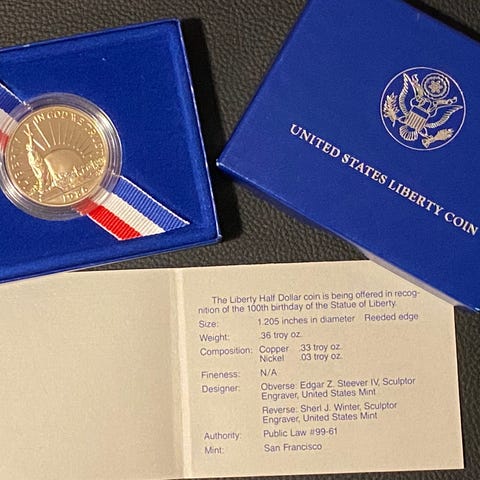 LIBERTY
IN GOD WE TRUST
1986
UNITED STATES LIBERTY COIN
The Liberty Half Dollar coin is being offered in recog-
nition of the 100th birthday of the Statue of Liberty.
Size: 1.205 inches in diameter Reeded edge
Weight: .36 troy oz.
Composition: Copper .33 troy oz.
Nickel .03 troy oz.
Fineness: N/A
Designer: Obverse: Edgar Z. Steever IV, Sculptor
Engraver, United States Mint
Reverse: Sherl J. Winter, Sculptor
Engraver, United States Mint
Authority: Public Law #99-61
Mint: San Francisco